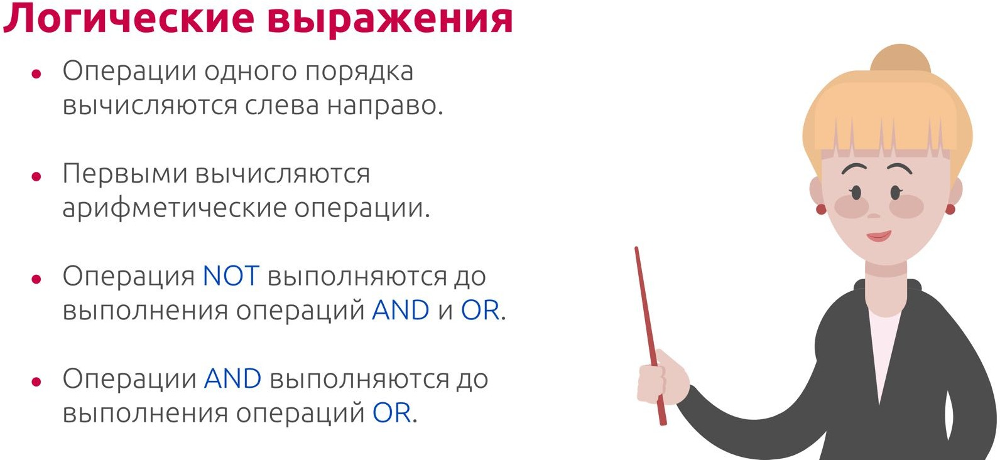 Логические выражения
• Операции одного порядка
вычисляются слева направо.
• Первыми вычисляются
арифметические операции.
• Операция NOT выполняются до
выполнения операций AND и OR.
• Операции AND выполняются до
выполнения операций OR.